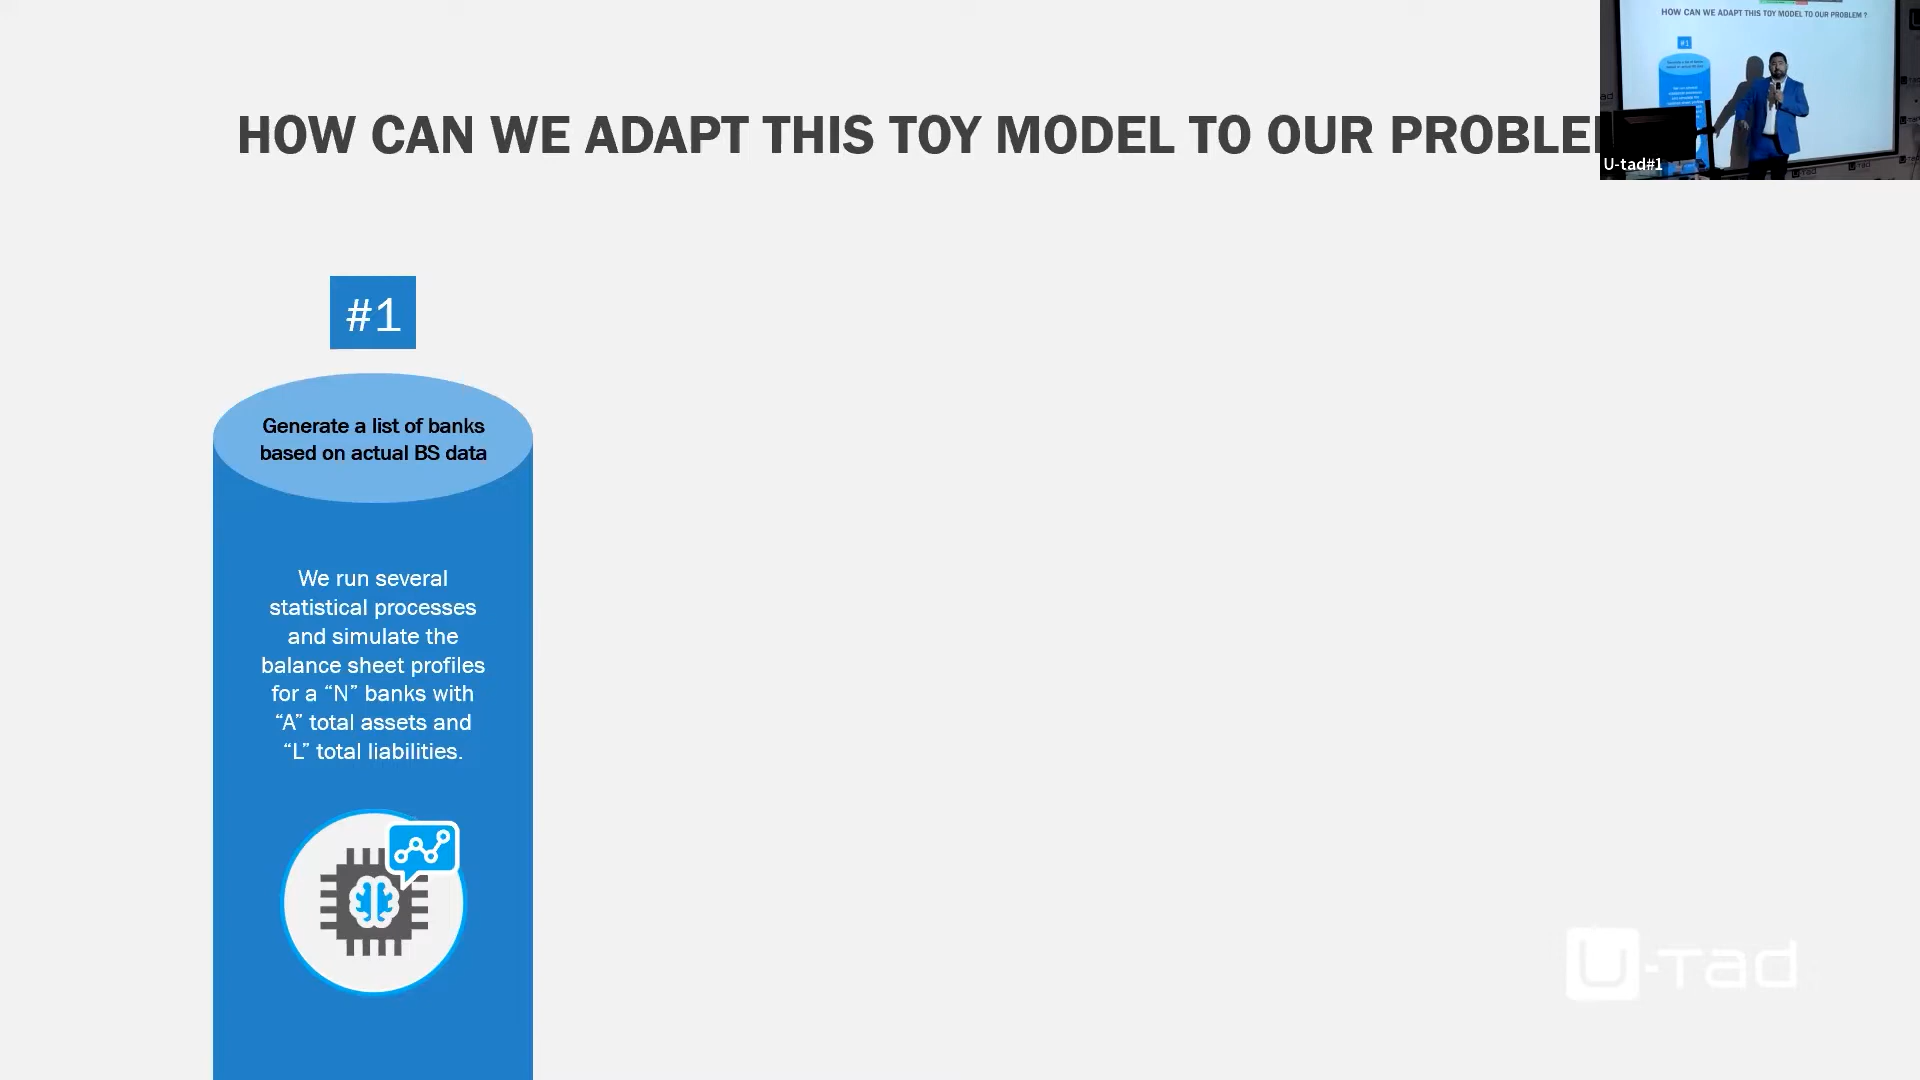 HOW CAN WE ADAPT THIS TOY MODEL TO OUR PROBLE
HOW CAN WE ADAPT THIS TOY MODEL TO OUR PROBLEM ?
#1
U-tad#1
#1
Generate a list of banks
based on actual BS data
We run several
statistical processes
and simulate the
balance sheet profiles
for a “N” banks with
“A” total assets and
“L” total liabilities.
U-Tad